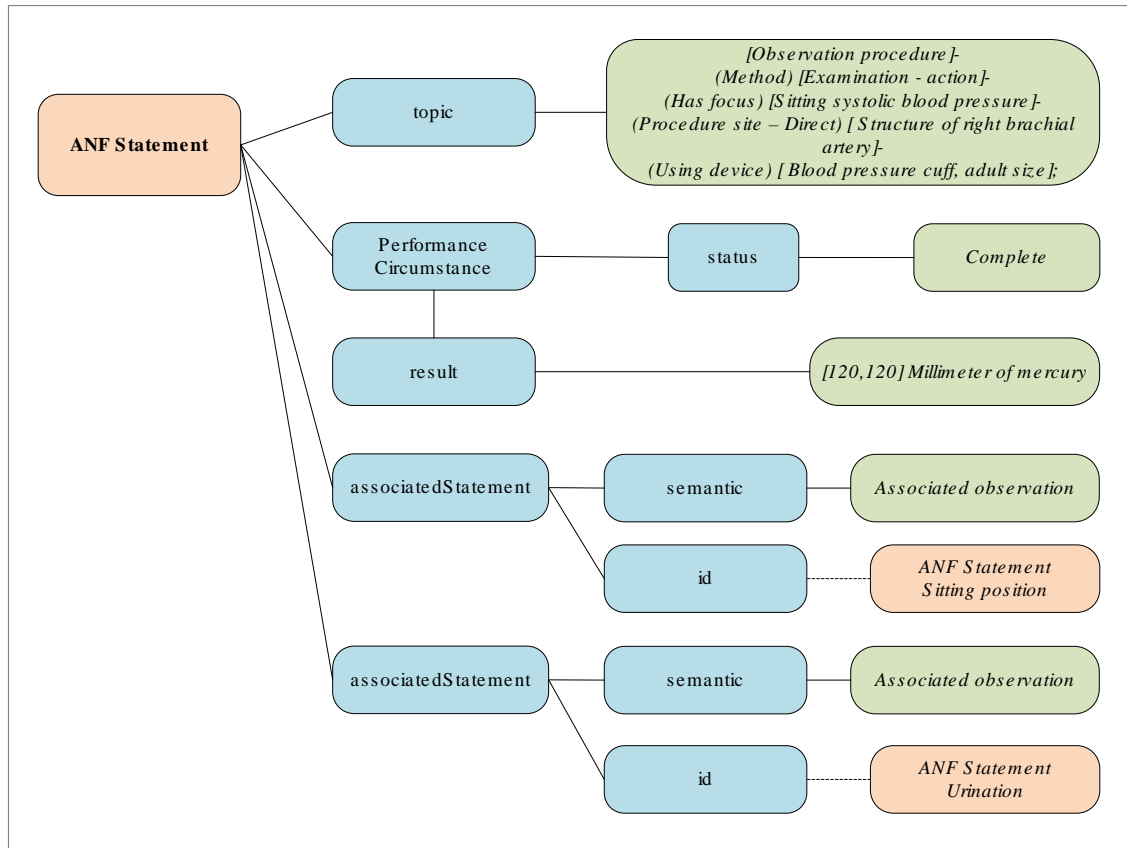 [Observation procedure]-
(Method) [Examination - action]-
(Has focus) [Sitting systolic blood pressure]-
(Procedure site – Direct) [ Structure of right brachial
artery]-
(Using device) [ Blood pressure cuff, adult size];
topic
ANF Statement
Performance
Circumstance
status
Complete
result
[120,120] Millimeter of mercury
associatedStatement
semantic
Associated observation
id
ANF Statement
Sitting position
associatedStatement
semantic
Associated observation
id
ANF Statement
Urination